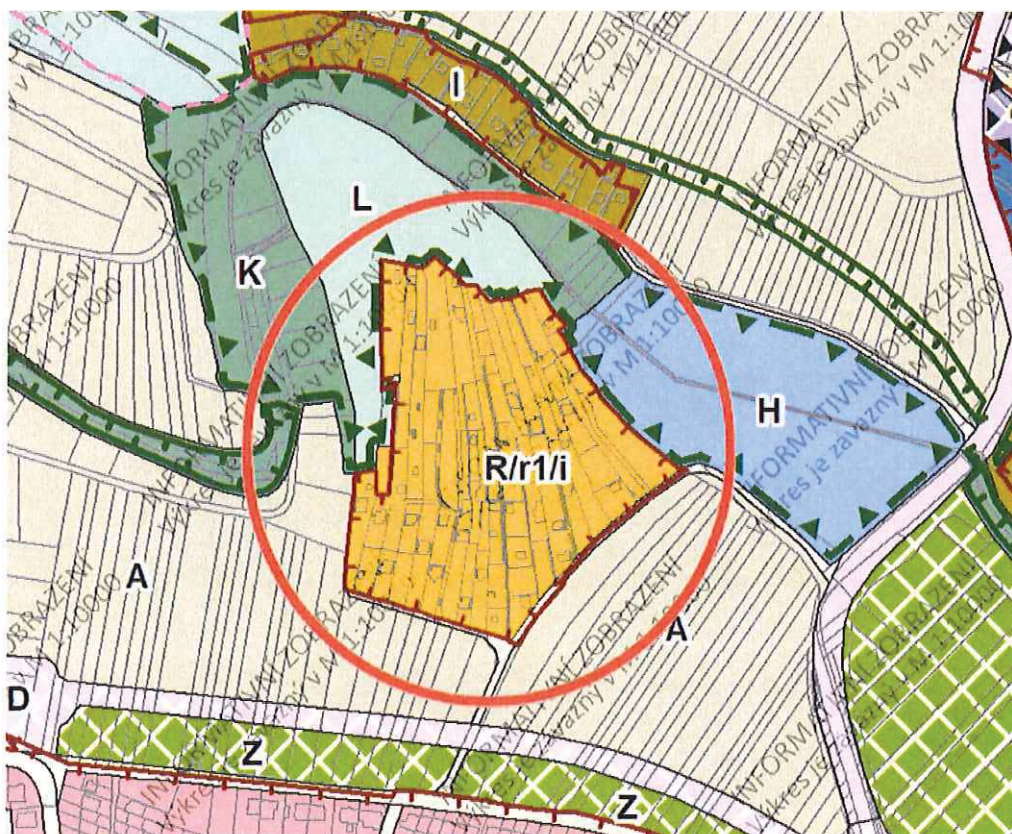 I
L
K
H
R/r1/i
A
A
D
Z
Z
INFORMATIVNÍ ZOBRAZENÍ
Výkres je závazný v M 1:10000